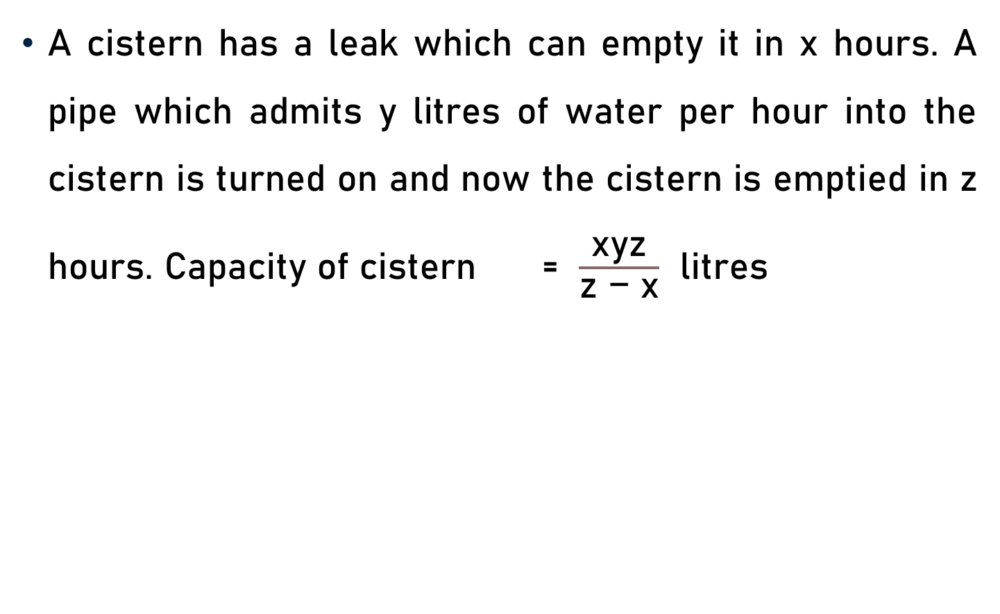 • A cistern has a leak which can empty it in x hours. A
pipe which admits y litres of water per hour into the
cistern is turned on and now the cistern is emptied in z
hours. Capacity of cistern = xyz / z − x litres